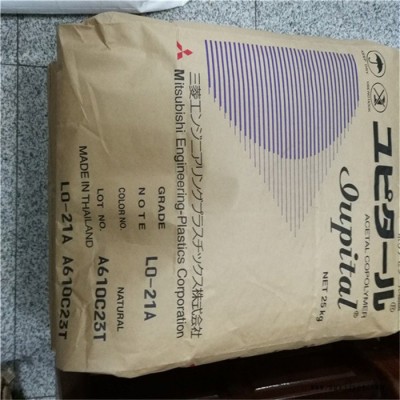 ユピタール®
Iupital®
ACETAL COPOLYMER
NET 25 kg
三菱エンジニアリングプラスチックス株式会社
Mitsubishi Engineering-Plastics Corporation
GRADE LO-21A
NOTE
COLOR NO. NATURAL
LOT NO. A610C23T
MADE IN THAILAND
LO-21A A610C23T